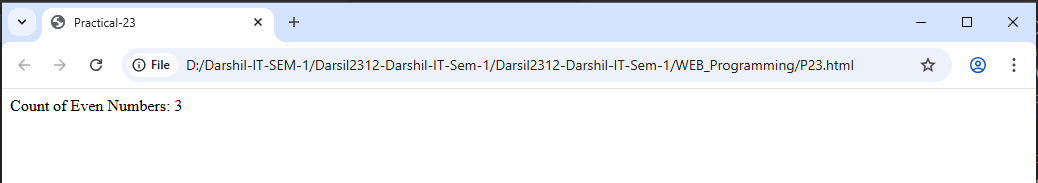 Practical-23
File D:/Darshil-IT-SEM-1/Darsil2312-Darshil-IT-Sem-1/Darsil2312-Darshil-IT-Sem-1/WEB_Programming/P23.html
Count of Even Numbers: 3